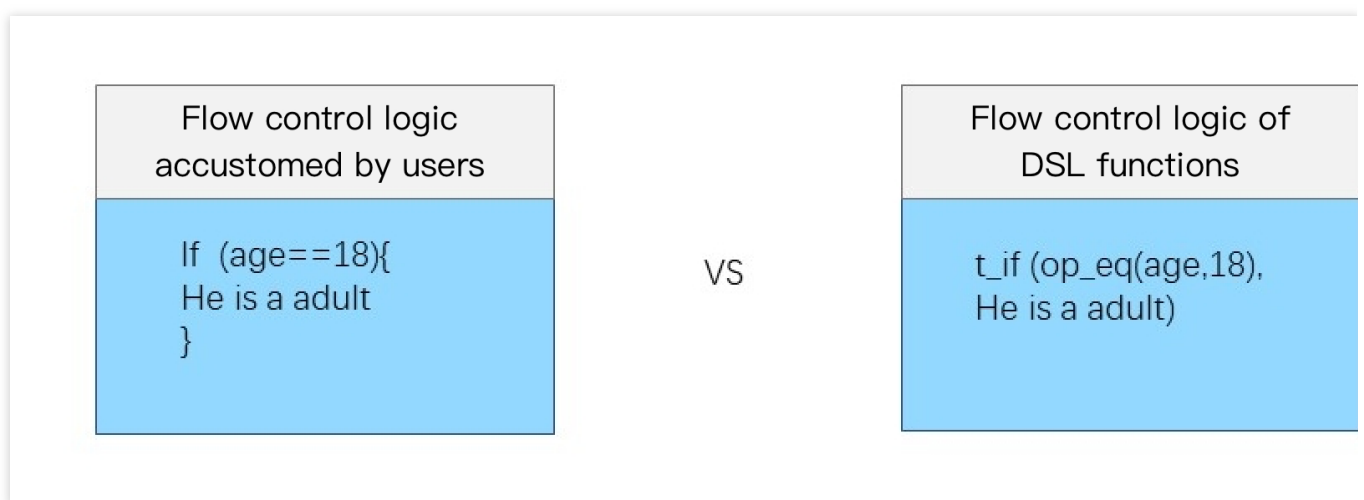 Flow control logic
accustomed by users
If (age==18){
He is a adult
}
VS
Flow control logic of
DSL functions
t_if (op_eq(age,18),
He is a adult)